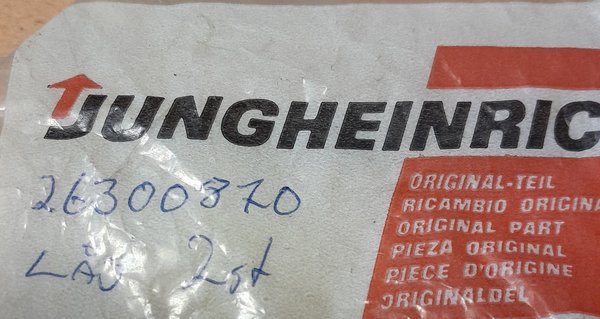 JUNGHEINRIC
26300870
LÅS 2st
ORIGINAL-TEIL
RICAMBIO ORIGINA
ORIGINAL PART
PIEZA ORIGINAL
PIECE D'ORIGINE
ORIGINALDEL